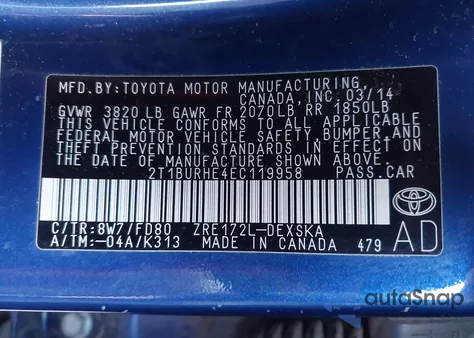 MFD.BY:TOYOTA MOTOR MANUFACTURING
CANADA, INC. 03/14
GVWR 3820 LB GAWR FR 2070LB RR 1850LB
THIS VEHICLE CONFORMS TO ALL APPLICABLE
FEDERAL MOTOR VEHICLE SAFETY, BUMPER, AND
THEFT PREVENTION STANDARDS IN EFFECT ON
THE DATE OF MANUFACTURE SHOWN ABOVE.
2T1BURHE4EC119958 PASS.CAR
C/TR:8W7/FD80 ZRE172L-DEXSKA
A/TM:-04A/K313 MADE IN CANADA 479
AD
autoSnap